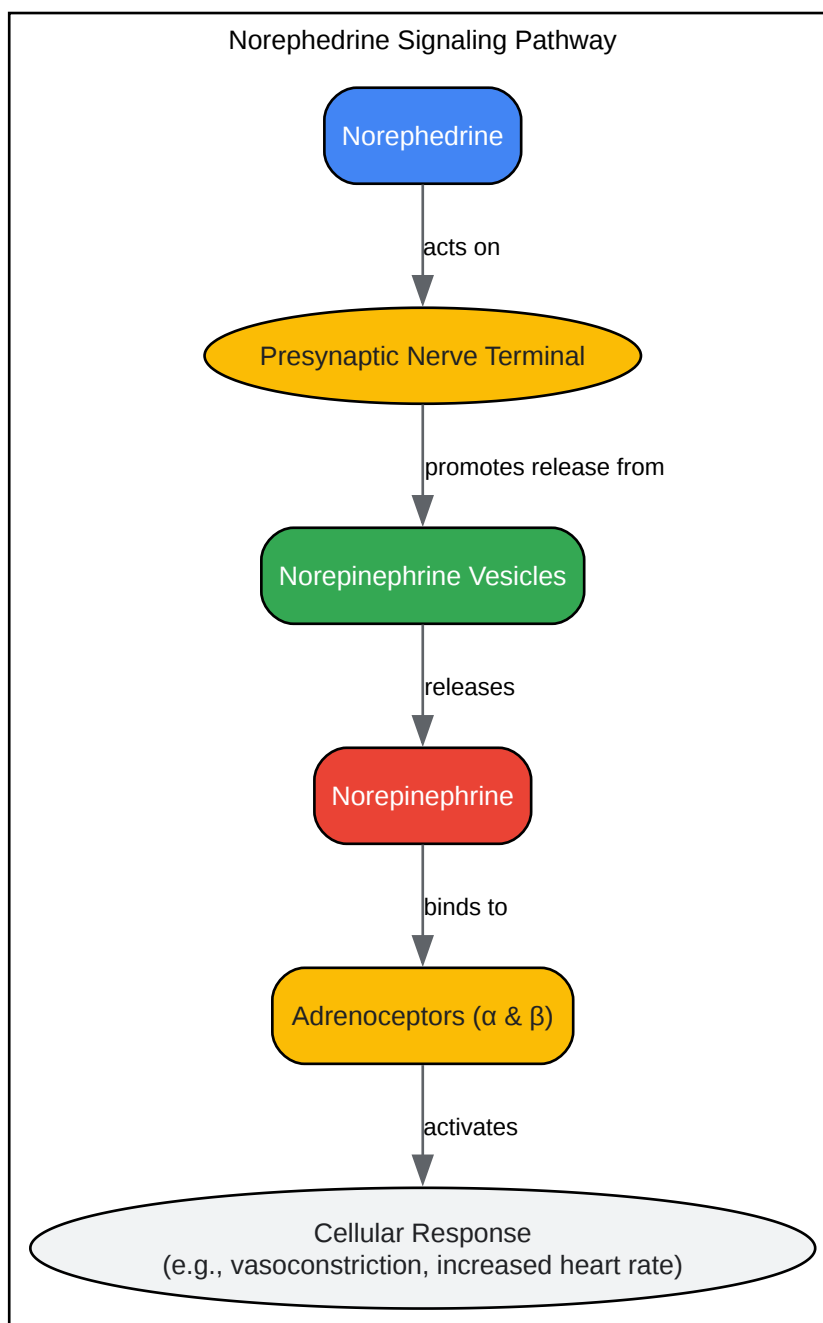 Norephedrine Signaling Pathway
Norephedrine
acts on
Presynaptic Nerve Terminal
promotes release from
Norepinephrine Vesicles
releases
Norepinephrine
binds to
Adrenoceptors (α & β)
activates
Cellular Response
(e.g., vasoconstriction, increased heart rate)